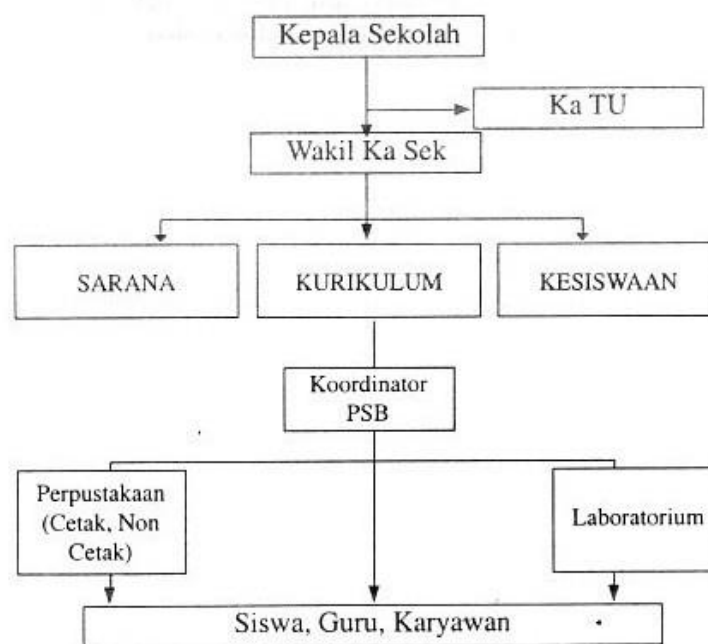 Kepala Sekolah
Ka TU
Wakil Ka Sek
SARANA
KURIKULUM
KESISWAAN
Koordinator
PSB
Perpustakaan
(Cetak, Non
Cetak)
Laboratorium
Siswa, Guru, Karyawan